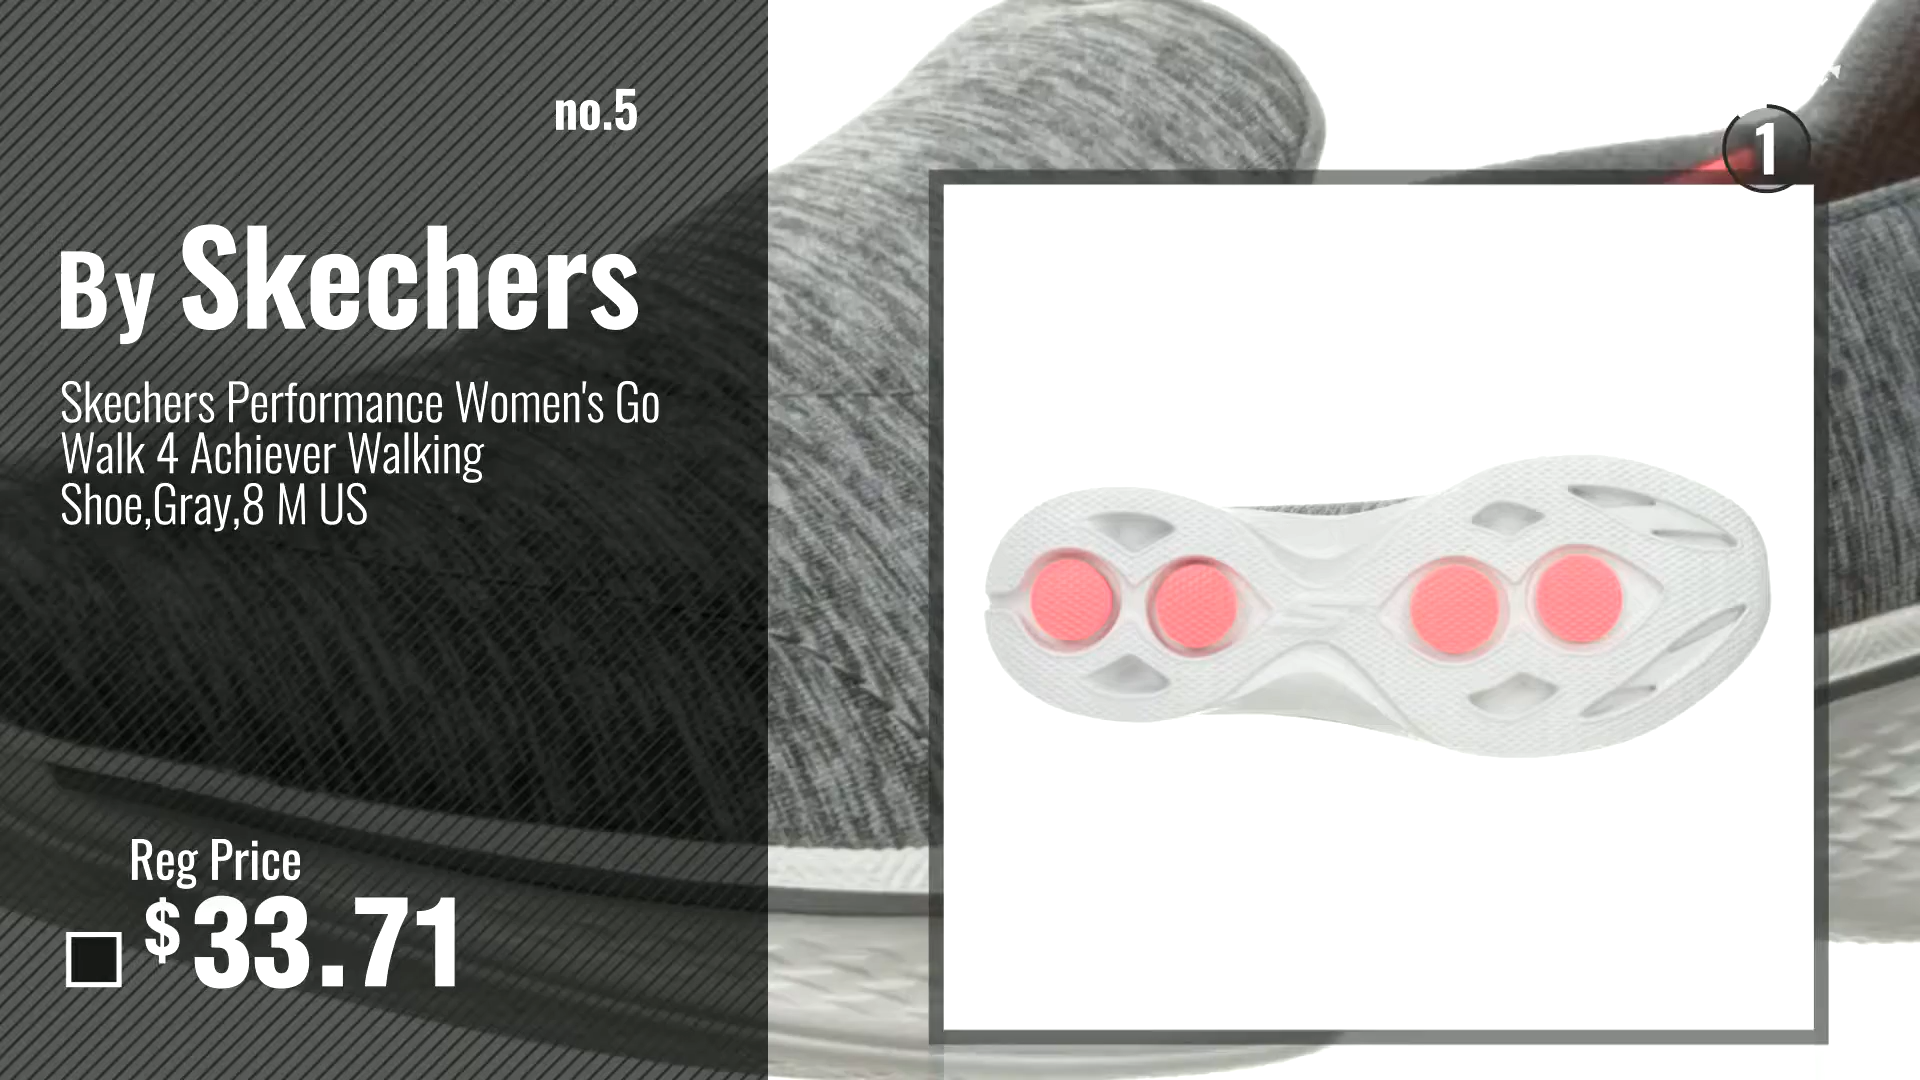 no.5
By Skechers
Skechers Performance Women's Go
Walk 4 Achiever Walking
Shoe,Gray,8 M US
Reg Price
$33.71
1